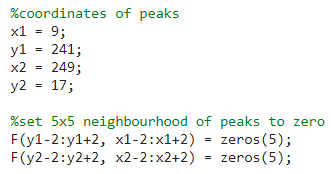 %coordinates of peaks
x1 = 9;
y1 = 241;
x2 = 249;
y2 = 17;
%set 5x5 neighbourhood of peaks to zero
F(y1-2:y1+2, x1-2:x1+2) = zeros(5);
F(y2-2:y2+2, x2-2:x2+2) = zeros(5);